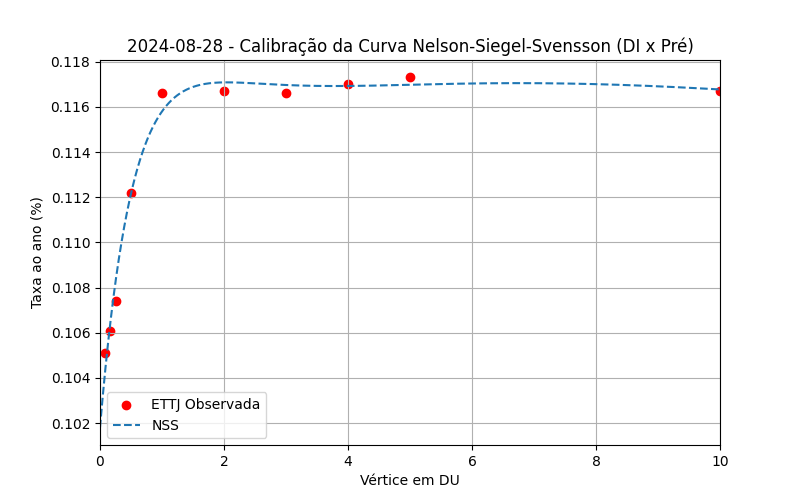 2024-08-28 - Calibração da Curva Nelson-Siegel-Svensson (DI x Pré)
Taxa ao ano (%)
0.118
0.116
0.114
0.112
0.110
0.108
0.106
0.104
0.102
ETTJ Observada
NSS
0 2 4 6 8 10
Vértice em DU